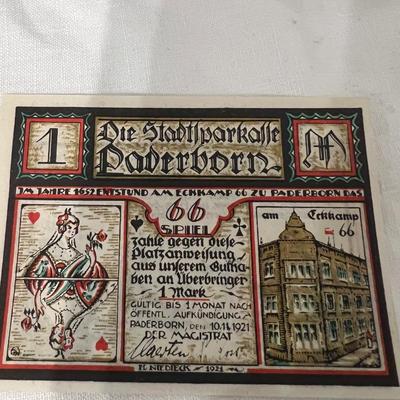 1 Die Stadtsparkasse M
Paderborn
IM JAHRE 1652 ENTSTUND AM ECKKAMP 66 ZU PADERBORN DAS
66
SPIEL
zahle gegen diese
Platzanweisung
aus unserem Gutha-
ben an Überbringer
1 Mark
GÜLTIG BIS 1 MONAT NACH
ÖFFENTL. AUFKÜNDIGUNG
PADERBORN, DEN 10.11.1921
DER MAGISTRAT
am Eckkamp
66
1921